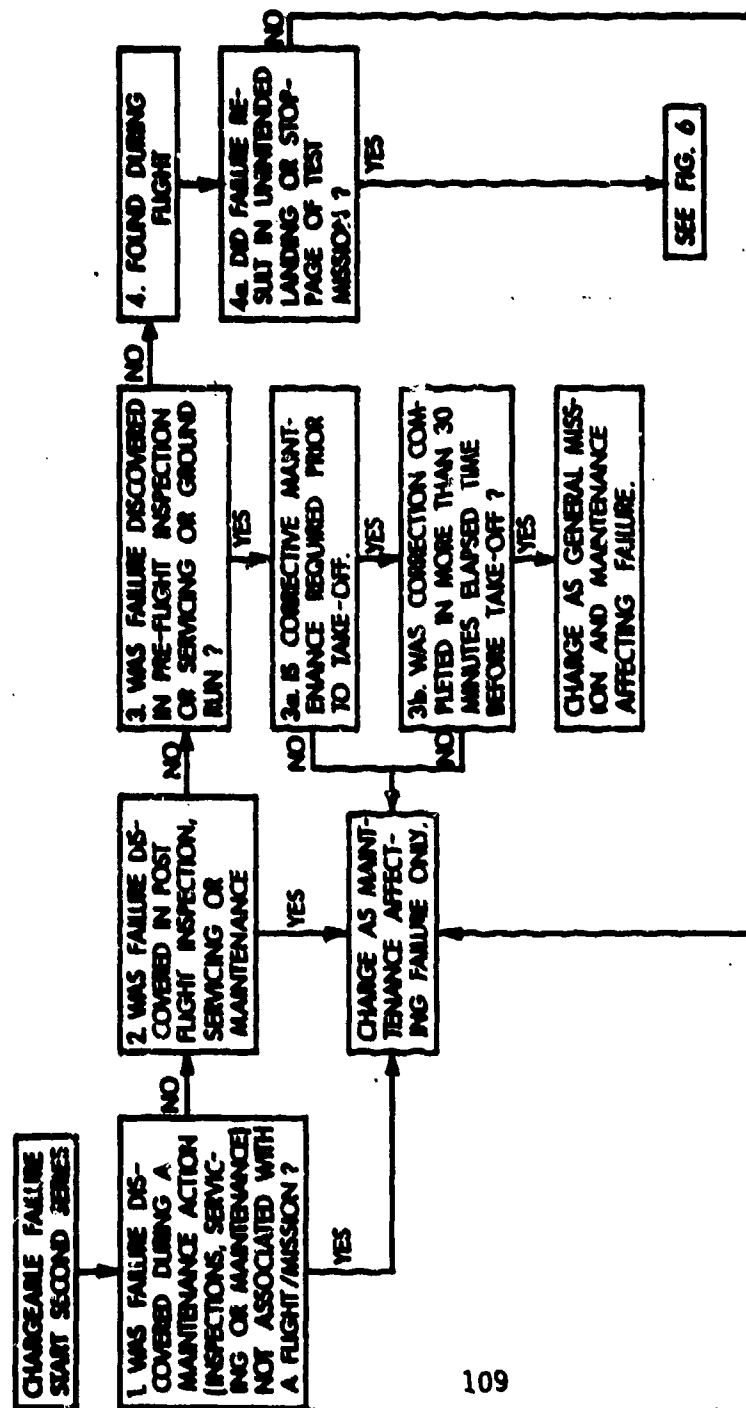 CHARGEABLE FAILURE
START SECOND SERIES
1. WAS FAILURE DIS-
COVERED DURING A
MAINTENANCE ACTION
(INSPECTIONS, SERVIC-
ING OR MAINTENANCE)
NOT ASSOCIATED WITH
A FLIGHT/MISSION ?
NO
YES
2. WAS FAILURE DIS-
COVERED IN POST
FLIGHT INSPECTION,
SERVICING OR
MAINTENANCE
NO
YES
CHARGE AS MAINT-
TENANCE AFFECT-
ING FAILURE ONLY.
3. WAS FAILURE DISCOVERED
IN PRE-FLIGHT INSPECTION
OR SERVICING OR GROUND
RUN ?
NO
YES
3a. IS CORRECTIVE MAINT-
ENANCE REQUIRED PRIOR
TO TAKE-OFF.
NO
YES
3b. WAS CORRECTION COM-
PLETED IN MORE THAN 30
MINUTES ELAPSED TIME
BEFORE TAKE-OFF ?
NO
YES
CHARGE AS GENERAL MISS-
ION AND MAINTENANCE
AFFECTING FAILURE.
4. FOUND DURING
FLIGHT
4a. DID FAILURE RE-
SULT IN UNINTENDED
LANDING OR STOP-
PAGE OF TEST
MISSION ?
NO
YES
SEE FIG. 6
109